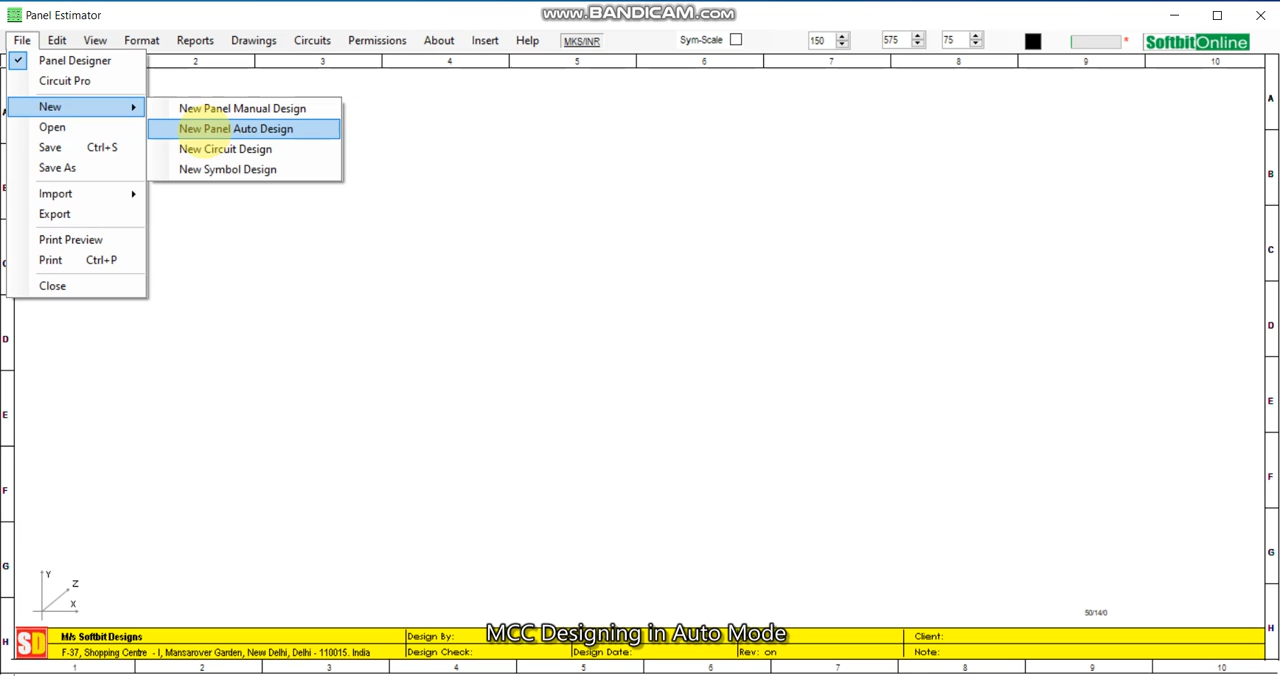 Panel Estimator
www.BANDICAM.com
File Edit View Format Reports Drawings Circuits Permissions About Insert Help MKS/INR Sym-Scale 150 575 75 * SoftbitOnline
2 3 4 5 6 7 8 9 10
Panel Designer
Circuit Pro
New
Open
Save Ctrl+S
Save As
Import
Export
Print Preview
Print Ctrl+P
Close
New Panel Manual Design
New Panel Auto Design
New Circuit Design
New Symbol Design
A A
B B
C C
D D
E E
F F
G G
H H
Y
Z
X
50/14/0
SD
M/s Softbit Designs
F-37, Shopping Centre - I, Mansarover Garden, New Delhi, Delhi - 110015. India
Design By:
Design Check:
Design Date:
Rev: on
Client:
Note:
MCC Designing in Auto Mode
1 2 3 4 5 6 7 8 9 10